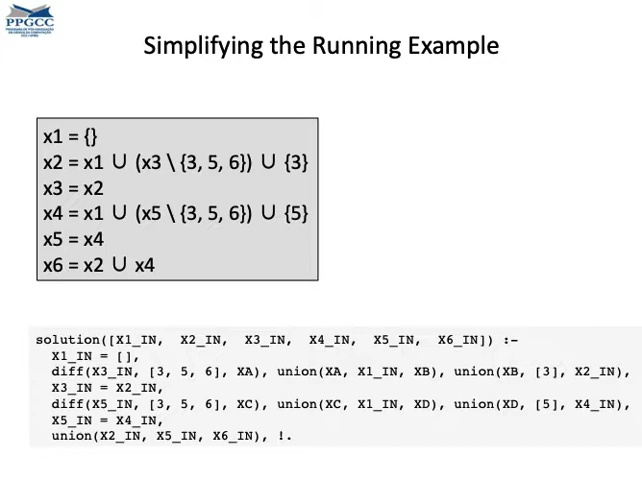 PPGCC
Simplifying the Running Example
x1 = {}
x2 = x1 ∪ (x3 \ {3, 5, 6}) ∪ {3}
x3 = x2
x4 = x1 ∪ (x5 \ {3, 5, 6}) ∪ {5}
x5 = x4
x6 = x2 ∪ x4
solution([X1_IN, X2_IN, X3_IN, X4_IN, X5_IN, X6_IN]) :-
X1_IN = [],
diff(X3_IN, [3, 5, 6], XA), union(XA, X1_IN, XB), union(XB, [3], X2_IN),
X3_IN = X2_IN,
diff(X5_IN, [3, 5, 6], XC), union(XC, X1_IN, XD), union(XD, [5], X4_IN),
X5_IN = X4_IN,
union(X2_IN, X5_IN, X6_IN), !.